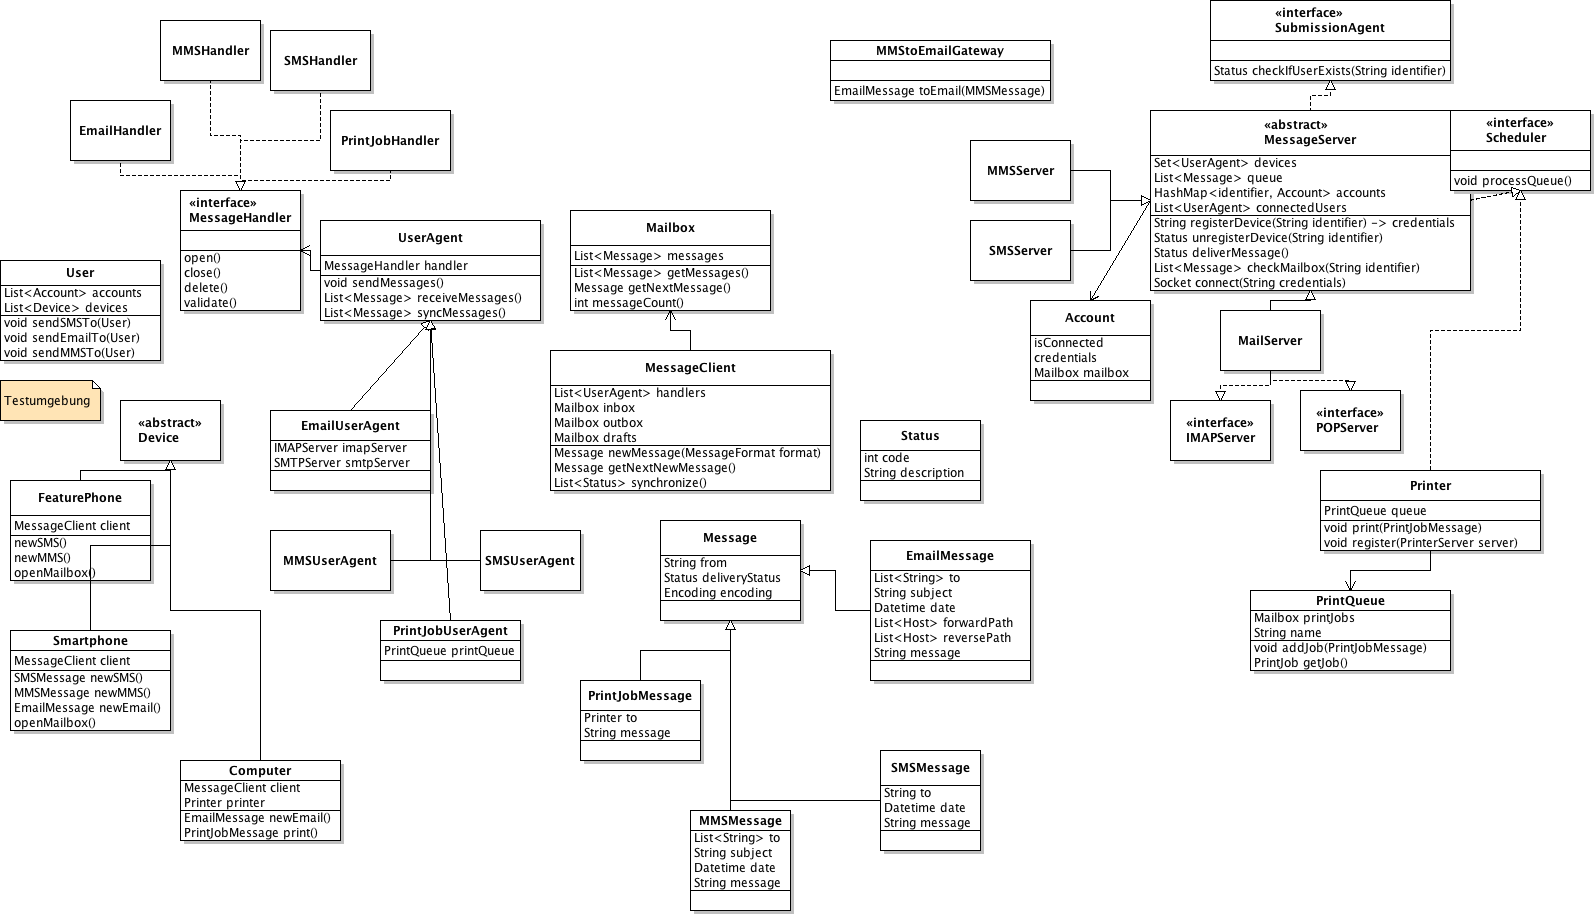 MMSHandler
SMSHandler
EmailHandler
PrintJobHandler
«interface»
MessageHandler
open()
close()
delete()
validate()
UserAgent
MessageHandler handler
void sendMessages()
List<Message> receiveMessages()
List<Message> syncMessages()
User
List<Account> accounts
List<Device> devices
void sendSMSTo(User)
void sendEmailTo(User)
void sendMMSTo(User)
Testumgebung
«abstract»
Device
FeaturePhone
MessageClient client
newSMS()
newMMS()
openMailbox()
Smartphone
MessageClient client
SMSMessage newSMS()
MMSMessage newMMS()
EmailMessage newEmail()
openMailbox()
Computer
MessageClient client
Printer printer
EmailMessage newEmail()
PrintJobMessage print()
EmailUserAgent
IMAPServer imapServer
SMTPServer smtpServer
MMSUserAgent
SMSUserAgent
PrintJobUserAgent
PrintQueue printQueue
Mailbox
List<Message> messages
List<Message> getMessages()
Message getNextMessage()
int messageCount()
MessageClient
List<UserAgent> handlers
Mailbox inbox
Mailbox outbox
Mailbox drafts
Message newMessage(MessageFormat format)
Message getNextNewMessage()
List<Status> synchronize()
Status
int code
String description
Message
String from
Status deliveryStatus
Encoding encoding
EmailMessage
List<String> to
String subject
Datetime date
List<Host> forwardPath
List<Host> reversePath
String message
PrintJobMessage
Printer to
String message
SMSMessage
String to
Datetime date
String message
MMSMessage
List<String> to
String subject
Datetime date
String message
MMStoEmailGateway
EmailMessage toEmail(MMSMessage)
«interface»
SubmissionAgent
Status checkIfUserExists(String identifier)
«abstract»
MessageServer
Set<UserAgent> devices
List<Message> queue
HashMap<identifier, Account> accounts
List<UserAgent> connectedUsers
String registerDevice(String identifier) -> credentials
Status unregisterDevice(String identifier)
Status deliverMessage()
List<Message> checkMailbox(String identifier)
Socket connect(String credentials)
«interface»
Scheduler
void processQueue()
MMSServer
SMSServer
Account
isConnected
credentials
Mailbox mailbox
MailServer
«interface»
IMAPServer
«interface»
POPServer
Printer
PrintQueue queue
void print(PrintJobMessage)
void register(PrinterServer server)
PrintQueue
Mailbox printJobs
String name
void addJob(PrintJobMessage)
PrintJob getJob()